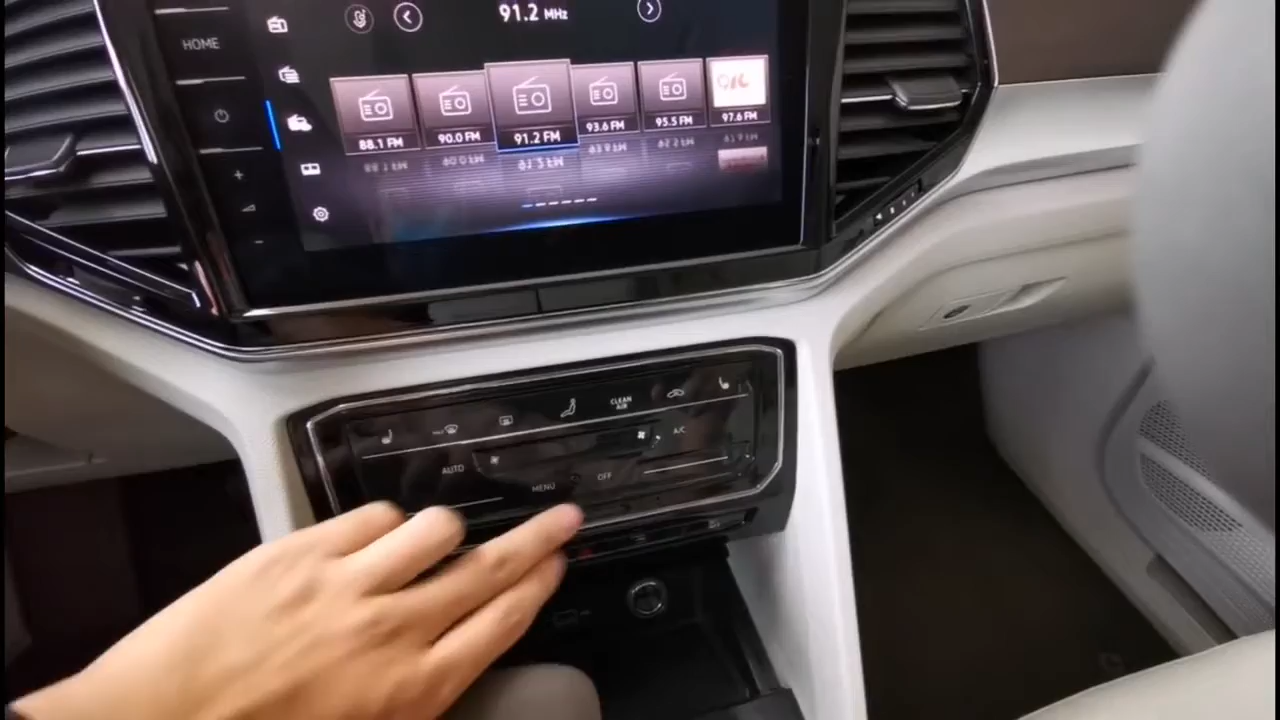 91.2 MHz
HOME
88.1 FM
90.0 FM
91.2 FM
93.6 FM
95.5 FM
97.6 FM
CLEAN
AIR
A/C
AUTO
MENU
OFF